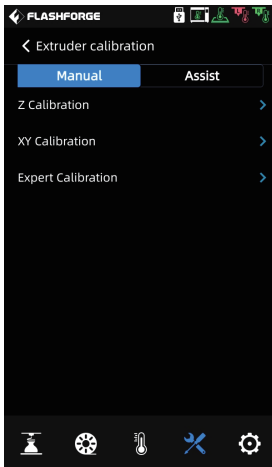 FLASHFORGE
Extruder calibration
Manual Assist
Z Calibration
XY Calibration
Expert Calibration